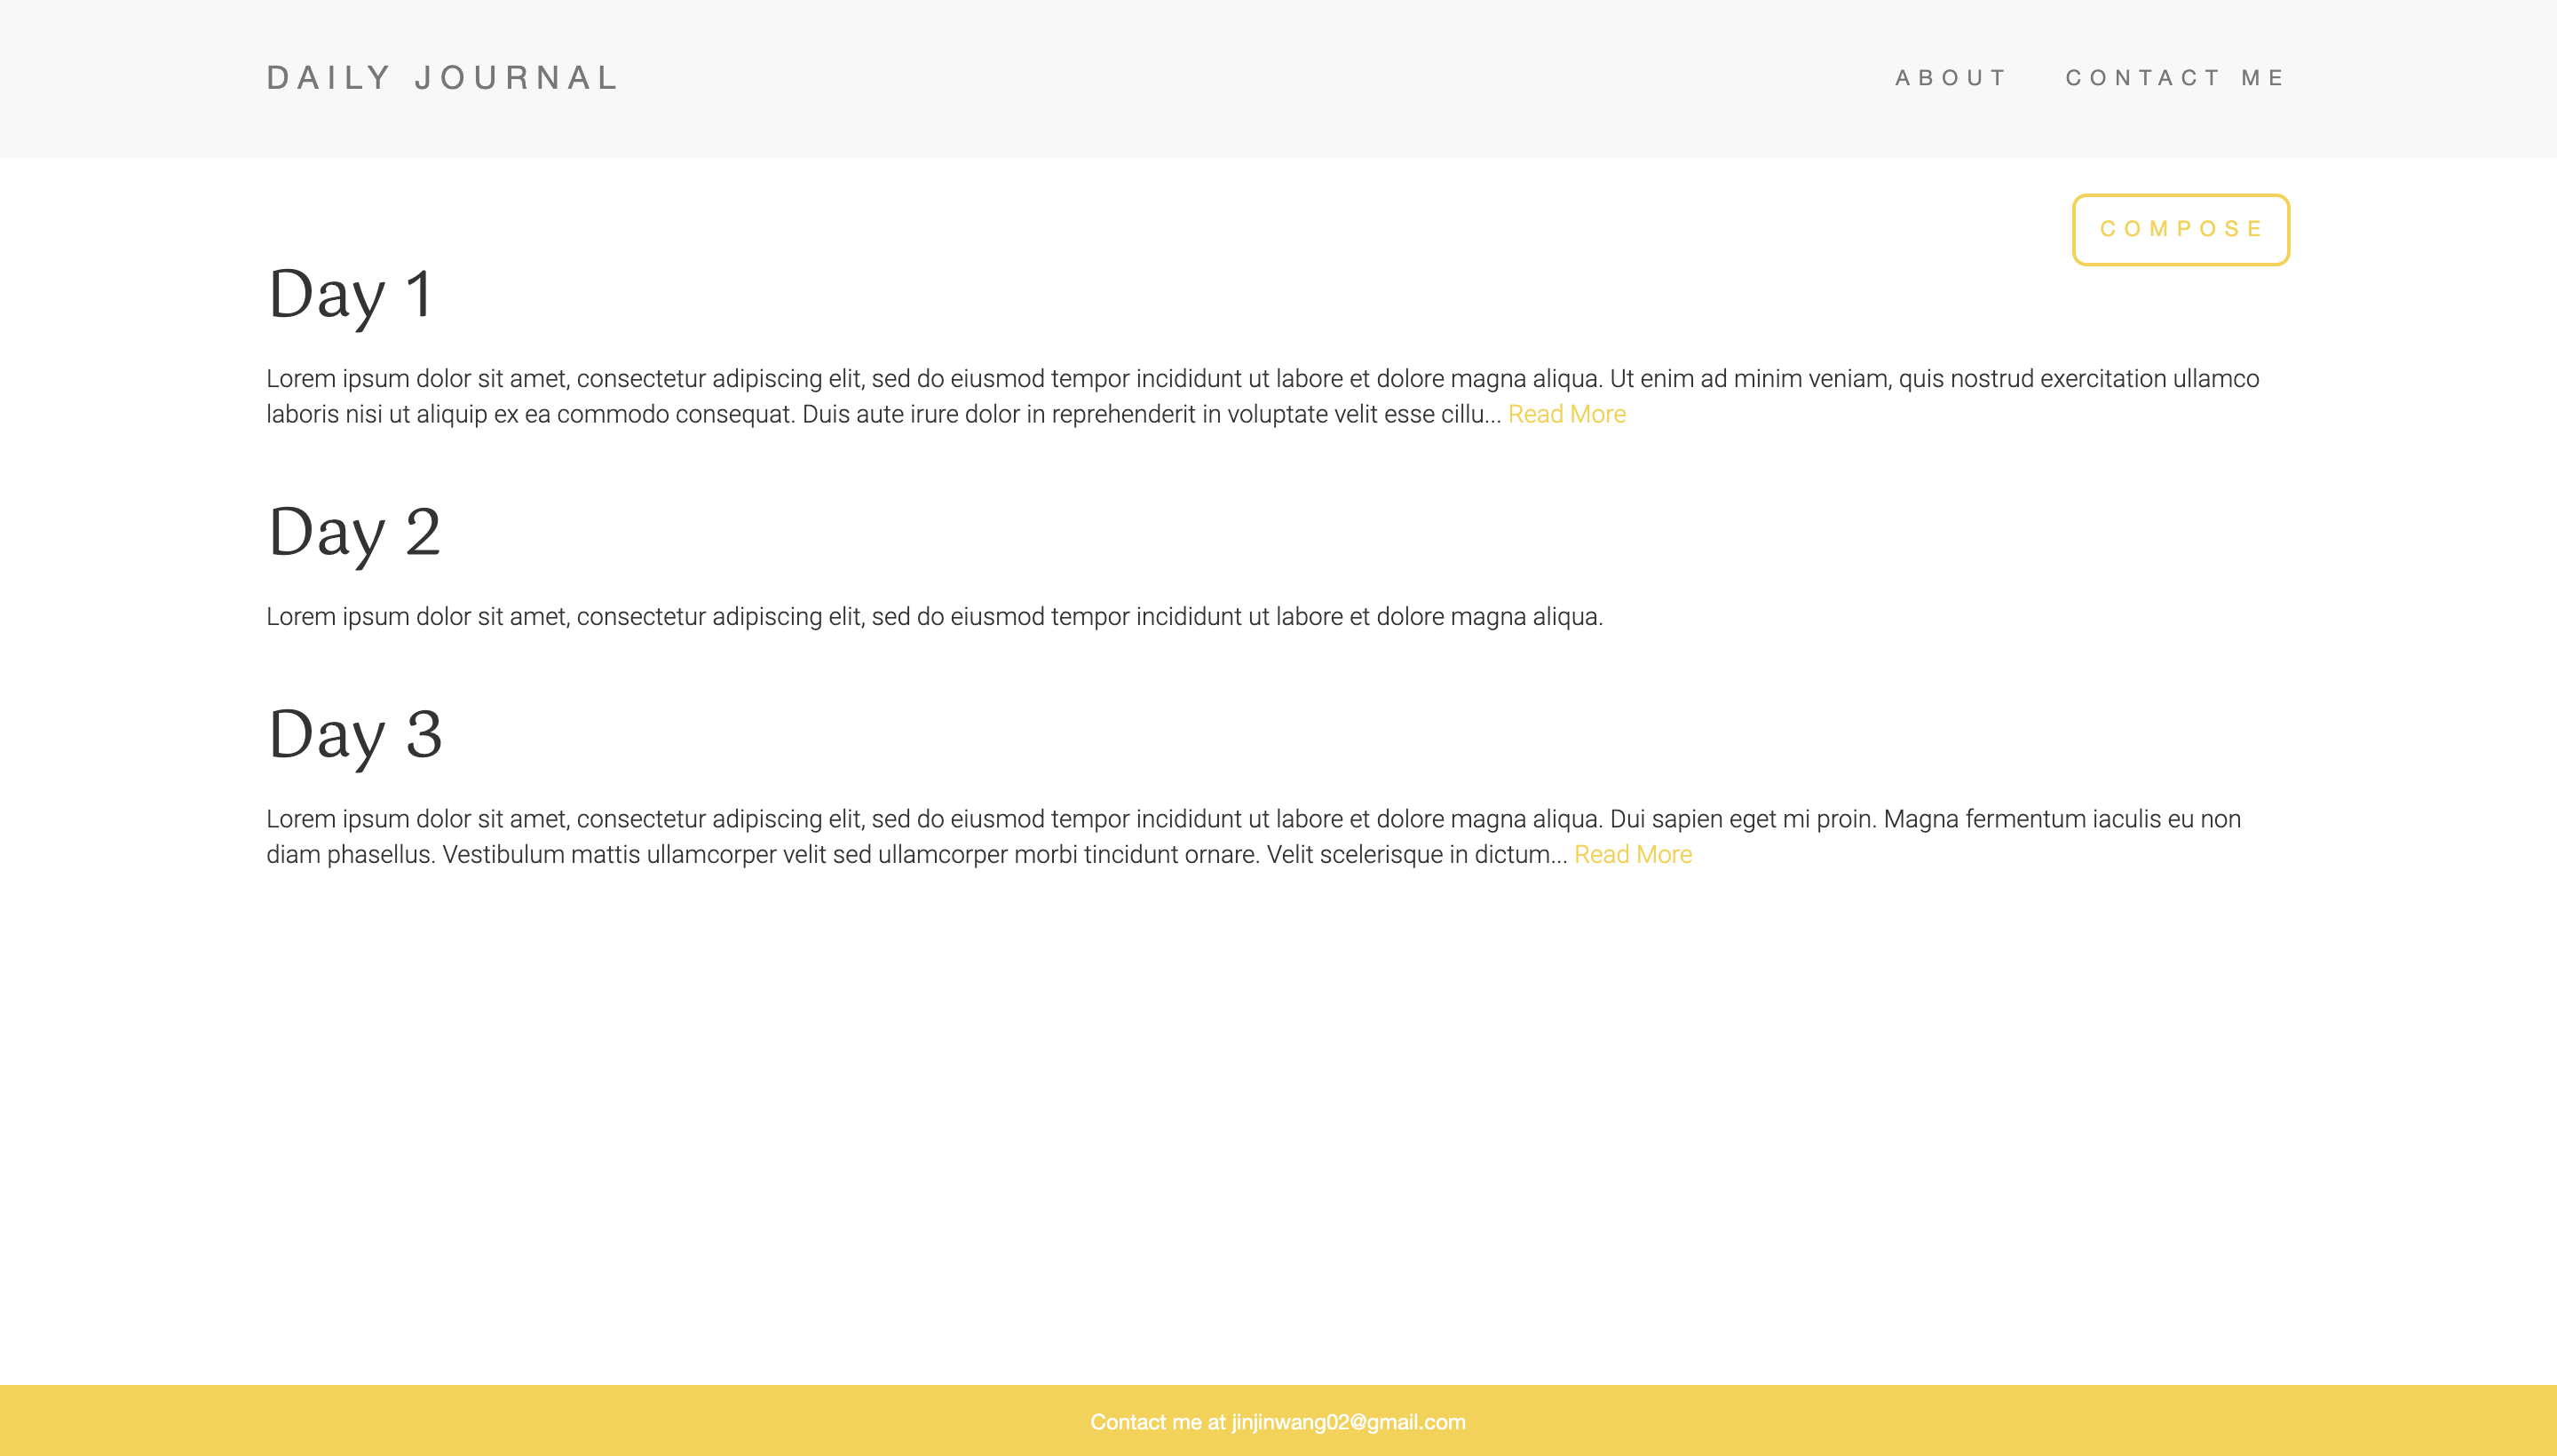 DAILY JOURNAL
ABOUT CONTACT ME
COMPOSE
Day 1
Lorem ipsum dolor sit amet, consectetur adipiscing elit, sed do eiusmod tempor incididunt ut labore et dolore magna aliqua. Ut enim ad minim veniam, quis nostrud exercitation ullamco
laboris nisi ut aliquip ex ea commodo consequat. Duis aute irure dolor in reprehenderit in voluptate velit esse cillu... Read More
Day 2
Lorem ipsum dolor sit amet, consectetur adipiscing elit, sed do eiusmod tempor incididunt ut labore et dolore magna aliqua.
Day 3
Lorem ipsum dolor sit amet, consectetur adipiscing elit, sed do eiusmod tempor incididunt ut labore et dolore magna aliqua. Dui sapien eget mi proin. Magna fermentum iaculis eu non
diam phasellus. Vestibulum mattis ullamcorper velit sed ullamcorper morbi tincidunt ornare. Velit scelerisque in dictum... Read More
Contact me at jinjinwang02@gmail.com